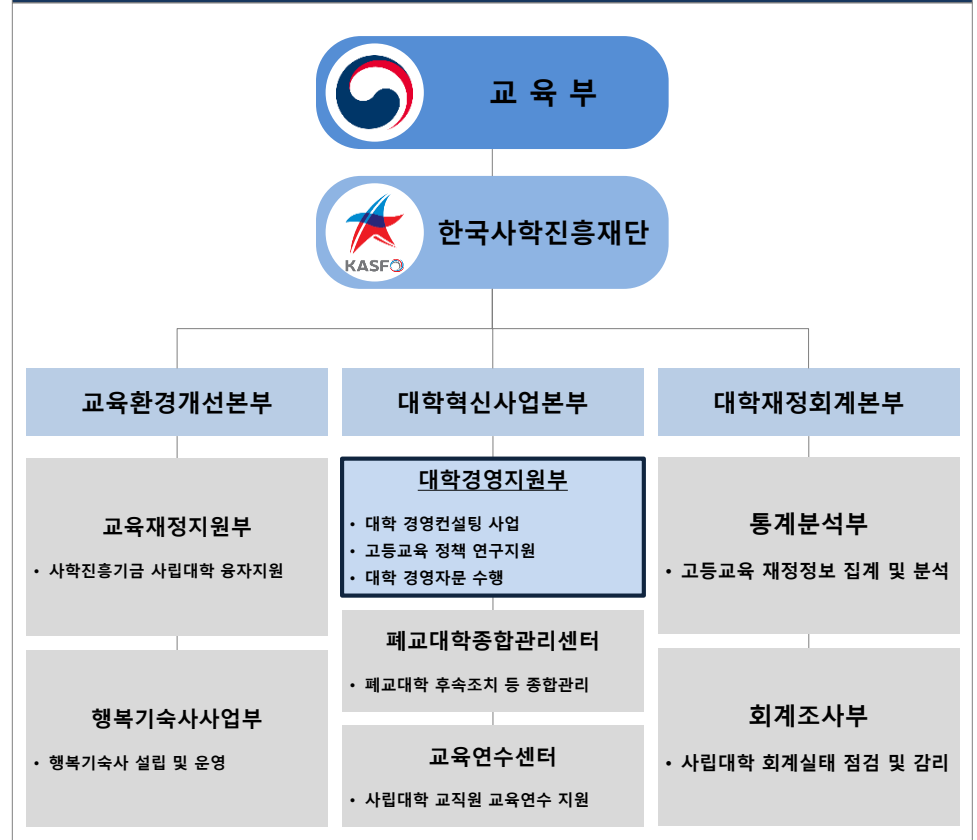 교 육 부
KASFO
한국사학진흥재단
교육환경개선본부
교육재정지원부
• 사학진흥기금 사립대학 융자지원
행복기숙사사업부
• 행복기숙사 설립 및 운영
대학혁신사업본부
대학경영지원부
• 대학 경영컨설팅 사업
• 고등교육 정책 연구지원
• 대학 경영자문 수행
폐교대학종합관리센터
• 폐교대학 후속조치 등 종합관리
교육연수센터
• 사립대학 교직원 교육연수 지원
대학재정회계본부
통계분석부
• 고등교육 재정정보 집계 및 분석
회계조사부
• 사립대학 회계실태 점검 및 감리